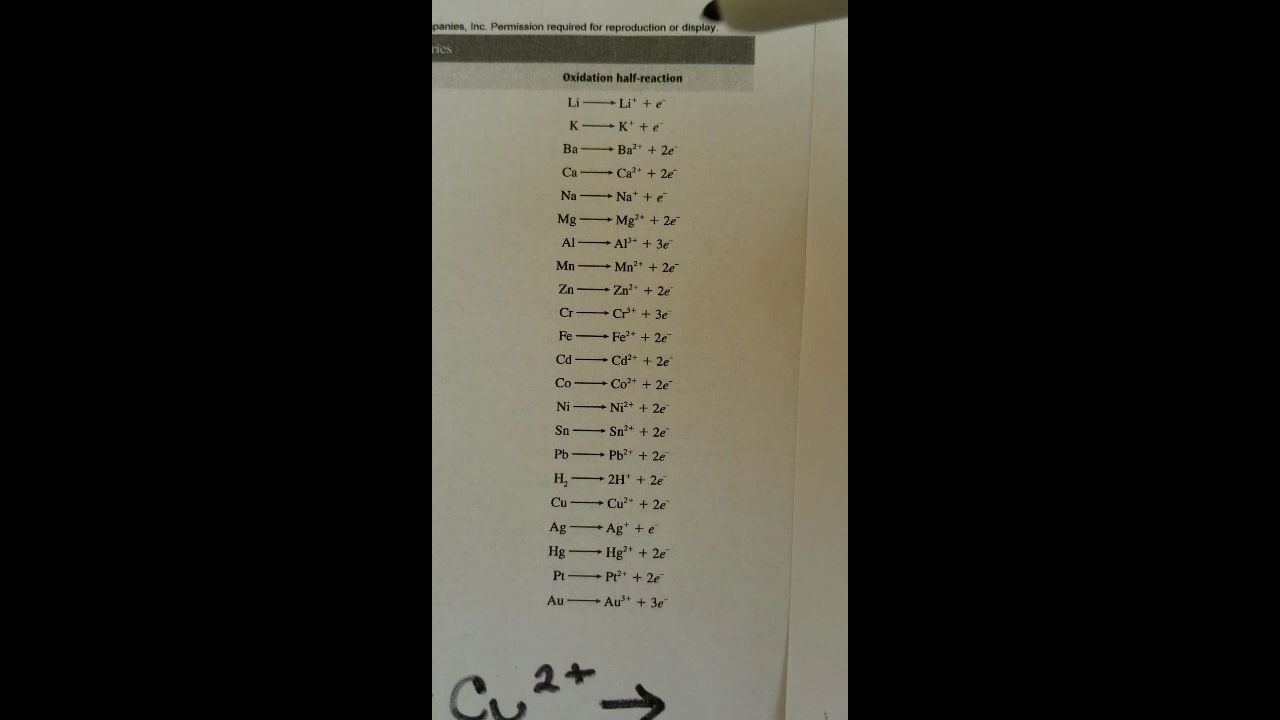 panies, Inc. Permission required for reproduction or display.
Oxidation half-reaction
Li ⟶ Li⁺ + e⁻
K ⟶ K⁺ + e⁻
Ba ⟶ Ba²⁺ + 2e⁻
Ca ⟶ Ca²⁺ + 2e⁻
Na ⟶ Na⁺ + e⁻
Mg ⟶ Mg²⁺ + 2e⁻
Al ⟶ Al³⁺ + 3e⁻
Mn ⟶ Mn²⁺ + 2e⁻
Zn ⟶ Zn²⁺ + 2e⁻
Cr ⟶ Cr³⁺ + 3e⁻
Fe ⟶ Fe²⁺ + 2e⁻
Cd ⟶ Cd²⁺ + 2e⁻
Co ⟶ Co²⁺ + 2e⁻
Ni ⟶ Ni²⁺ + 2e⁻
Sn ⟶ Sn²⁺ + 2e⁻
Pb ⟶ Pb²⁺ + 2e⁻
H₂ ⟶ 2H⁺ + 2e⁻
Cu ⟶ Cu²⁺ + 2e⁻
Ag ⟶ Ag⁺ + e⁻
Hg ⟶ Hg²⁺ + 2e⁻
Pt ⟶ Pt²⁺ + 2e⁻
Au ⟶ Au³⁺ + 3e⁻
Cu²⁺ →